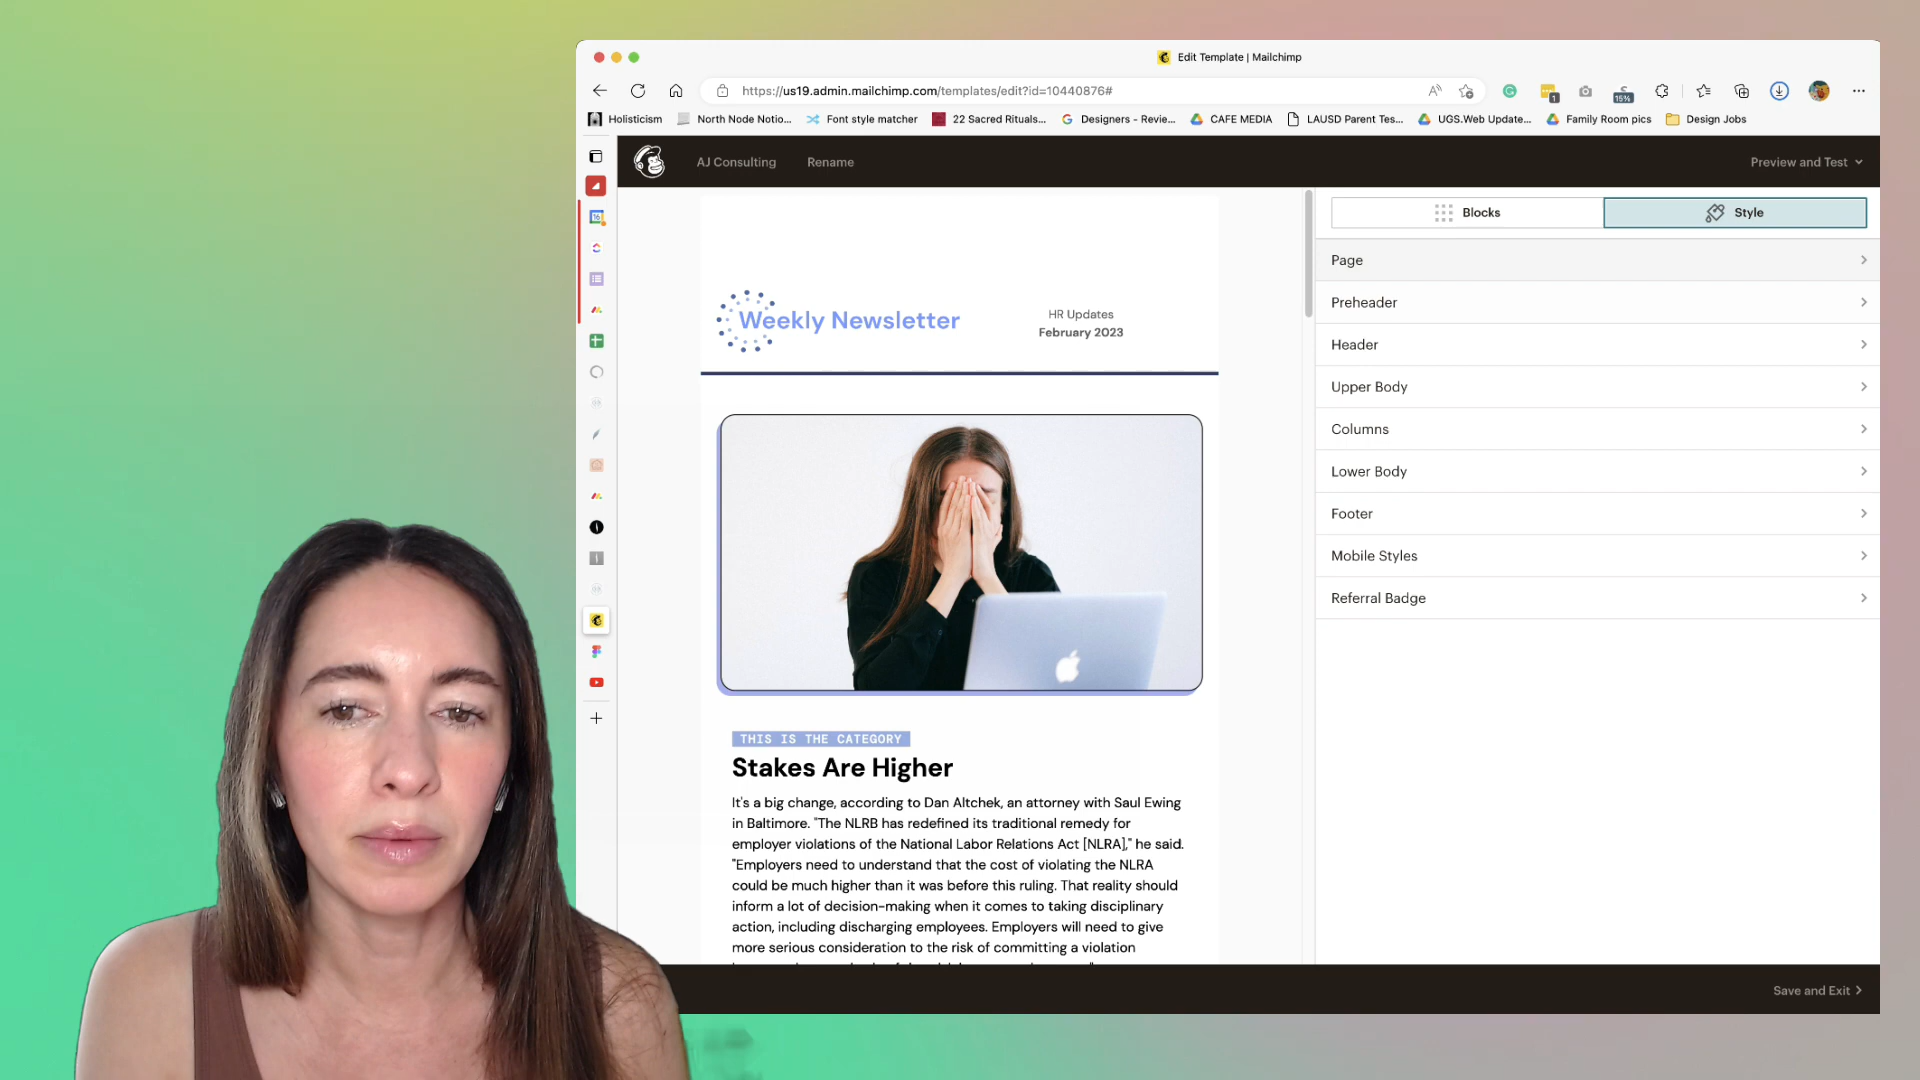 Edit Template | Mailchimp
https://us19.admin.mailchimp.com/templates/edit?id=10440876#
1
15%
Holisticism
North Node Notio...
Font style matcher
22 Sacred Rituals...
Designers - Revie...
CAFE MEDIA
LAUSD Parent Tes...
UGS.Web Update...
Family Room pics
Design Jobs
AJ Consulting
Rename
Preview and Test
Blocks
Style
Page
Preheader
Header
Upper Body
Columns
Lower Body
Footer
Mobile Styles
Referral Badge
16
Weekly Newsletter
HR Updates
February 2023
THIS IS THE CATEGORY
Stakes Are Higher
It's a big change, according to Dan Altchek, an attorney with Saul Ewing
in Baltimore. "The NLRB has redefined its traditional remedy for
employer violations of the National Labor Relations Act [NLRA]," he said.
"Employers need to understand that the cost of violating the NLRA
could be much higher than it was before this ruling. That reality should
inform a lot of decision-making when it comes to taking disciplinary
action, including discharging employees. Employers will need to give
more serious consideration to the risk of committing a violation
Save and Exit